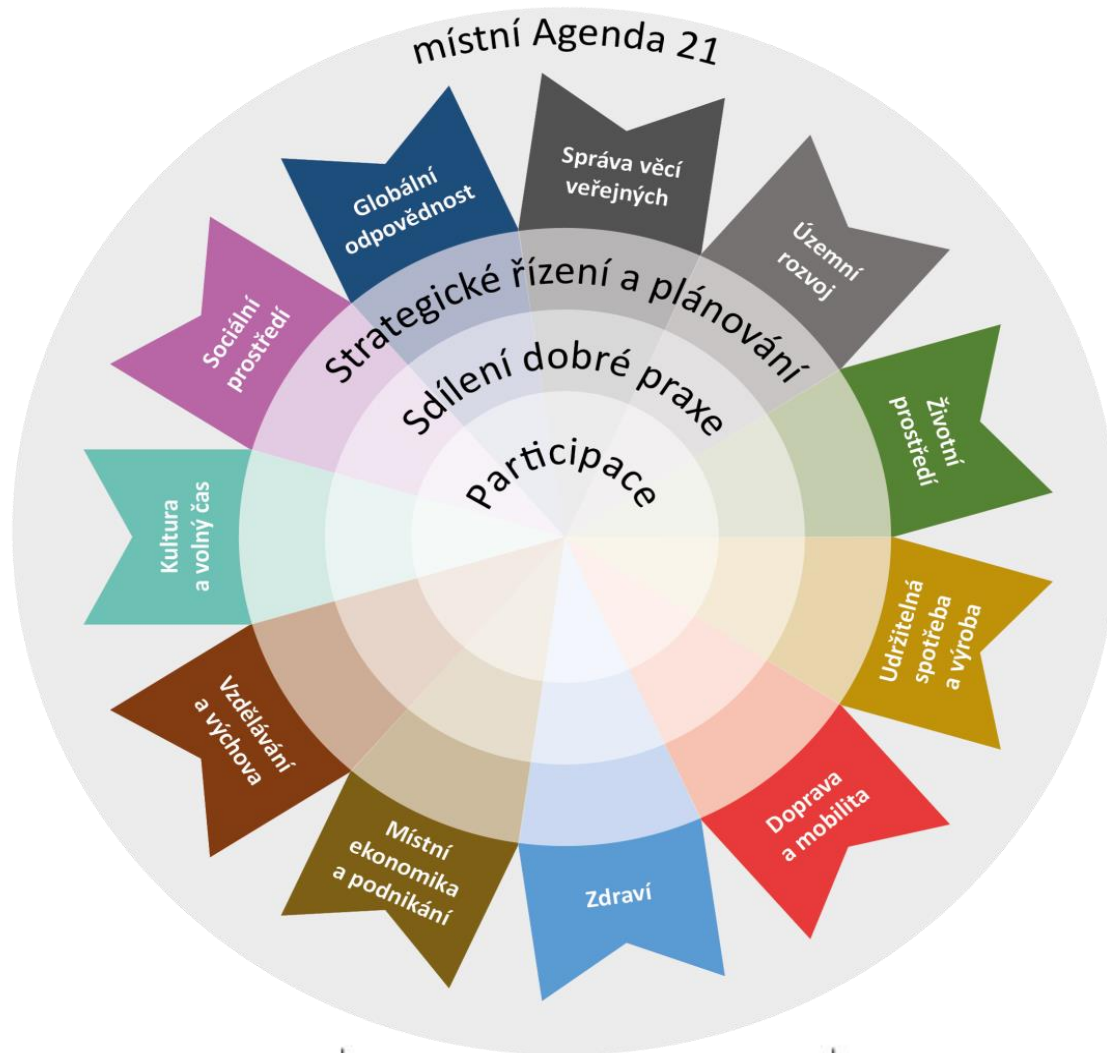 místní Agenda 21
Správa věcí
veřejných
Územní
rozvoj
Životní
prostředí
Udržitelná
spotřeba
a výroba
Doprava
a mobilita
Zdraví
Místní
ekonomika
a podnikání
Vzdělávání
a výchova
Kultura
a volný čas
Sociální
prostředí
Globální
odpovědnost
Strategické řízení a plánování
Sdílení dobré praxe
Participace